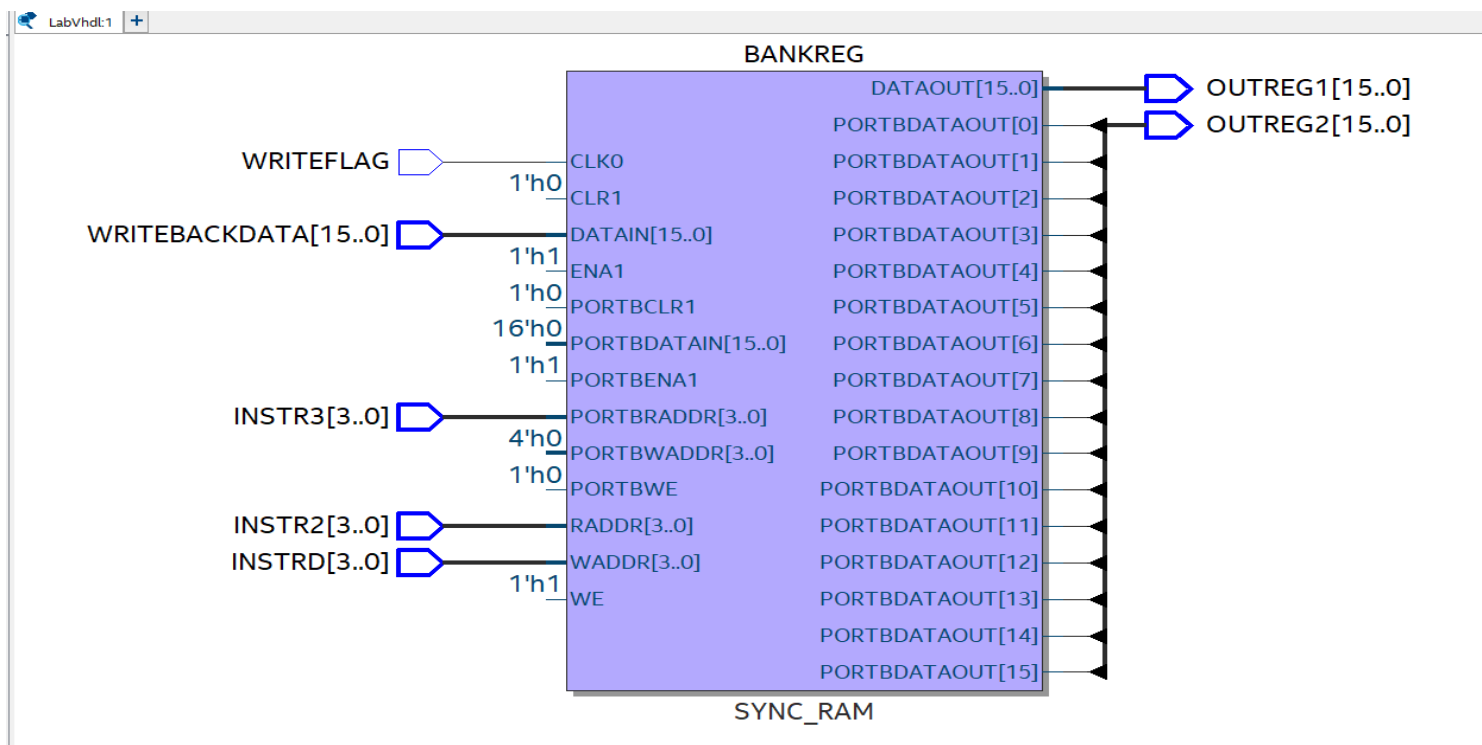 LabVhdl:1
BANKREG
DATAOUT[15..0] OUTREG1[15..0]
PORTBDATAOUT[0] OUTREG2[15..0]
WRITEFLAG CLK0 PORTBDATAOUT[1]
1'h0 CLR1 PORTBDATAOUT[2]
WRITEBACKDATA[15..0] DATAIN[15..0] PORTBDATAOUT[3]
1'h1 ENA1 PORTBDATAOUT[4]
1'h0 PORTBCLR1 PORTBDATAOUT[5]
16'h0 PORTBDATAIN[15..0] PORTBDATAOUT[6]
1'h1 PORTBENA1 PORTBDATAOUT[7]
INSTR3[3..0] PORTBRADDR[3..0] PORTBDATAOUT[8]
4'h0 PORTBWADDR[3..0] PORTBDATAOUT[9]
1'h0 PORTBWE PORTBDATAOUT[10]
INSTR2[3..0] RADDR[3..0] PORTBDATAOUT[11]
INSTRD[3..0] WADDR[3..0] PORTBDATAOUT[12]
1'h1 WE PORTBDATAOUT[13]
PORTBDATAOUT[14]
PORTBDATAOUT[15]
SYNC_RAM